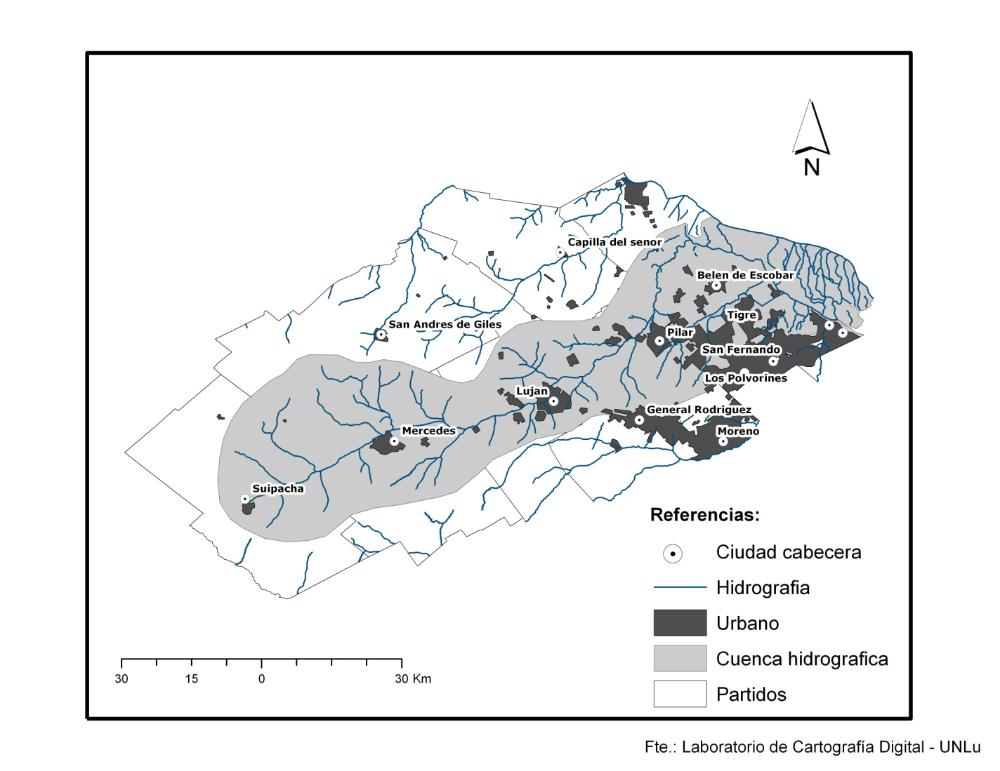 N
Capilla del senor
Belen de Escobar
Tigre
San Andres de Giles
Pilar
San Fernando
Los Polvorines
Lujan
General Rodriguez
Mercedes
Moreno
Suipacha
Referencias:
Ciudad cabecera
Hidrografia
Urbano
Cuenca hidrografica
Partidos
30 15 0 30 Km
Fte.: Laboratorio de Cartografía Digital - UNLu